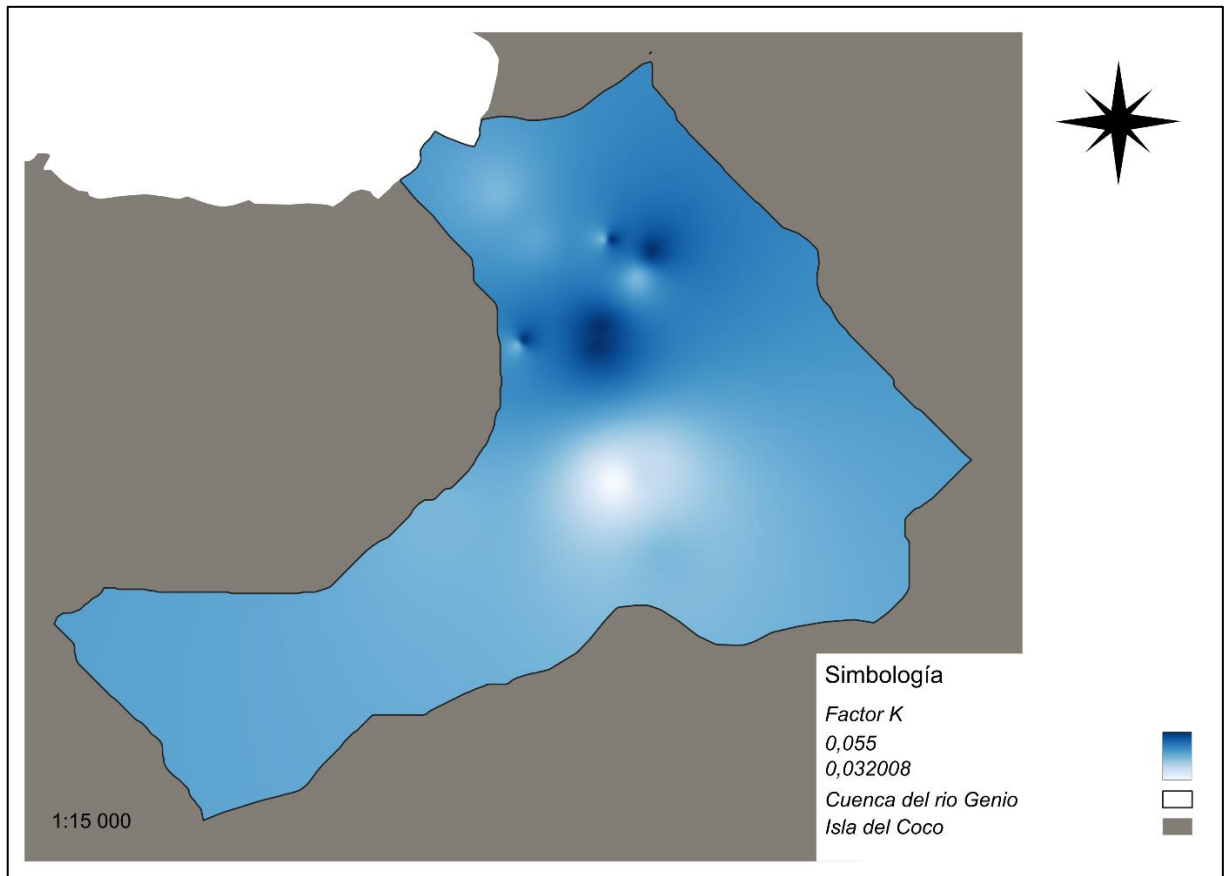 Simbología
Factor K
0,055
0,032008
Cuenca del rio Genio
Isla del Coco
1:15 000